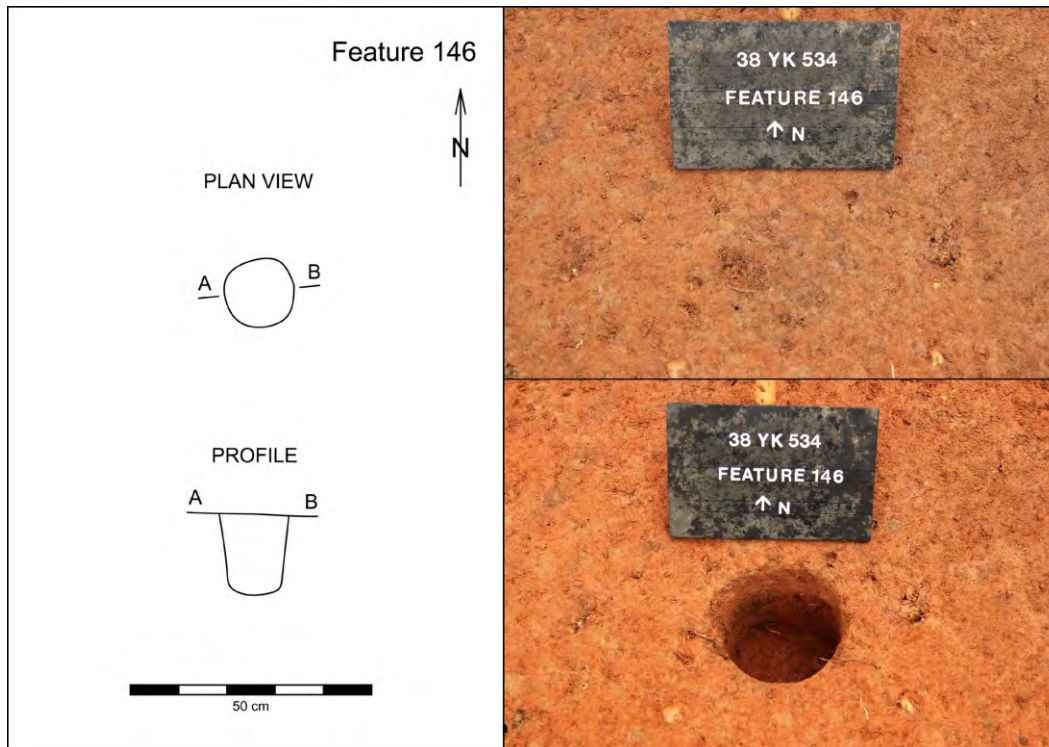 Feature 146
N
PLAN VIEW
A
B
PROFILE
A
B
50 cm
38 YK 534
FEATURE 146
↑ N
38 YK 534
FEATURE 146
↑ N